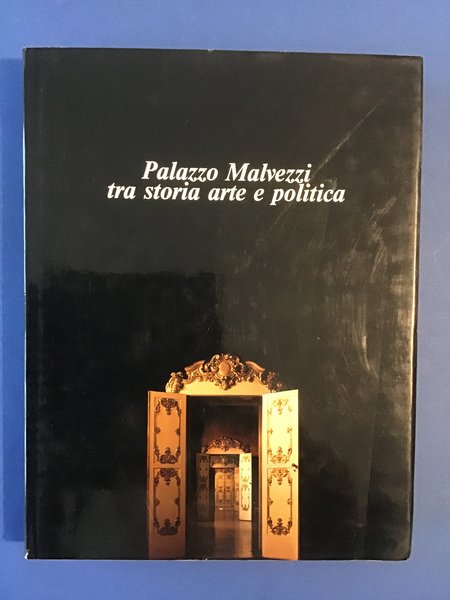 Palazzo Malvezzi
tra storia arte e politica